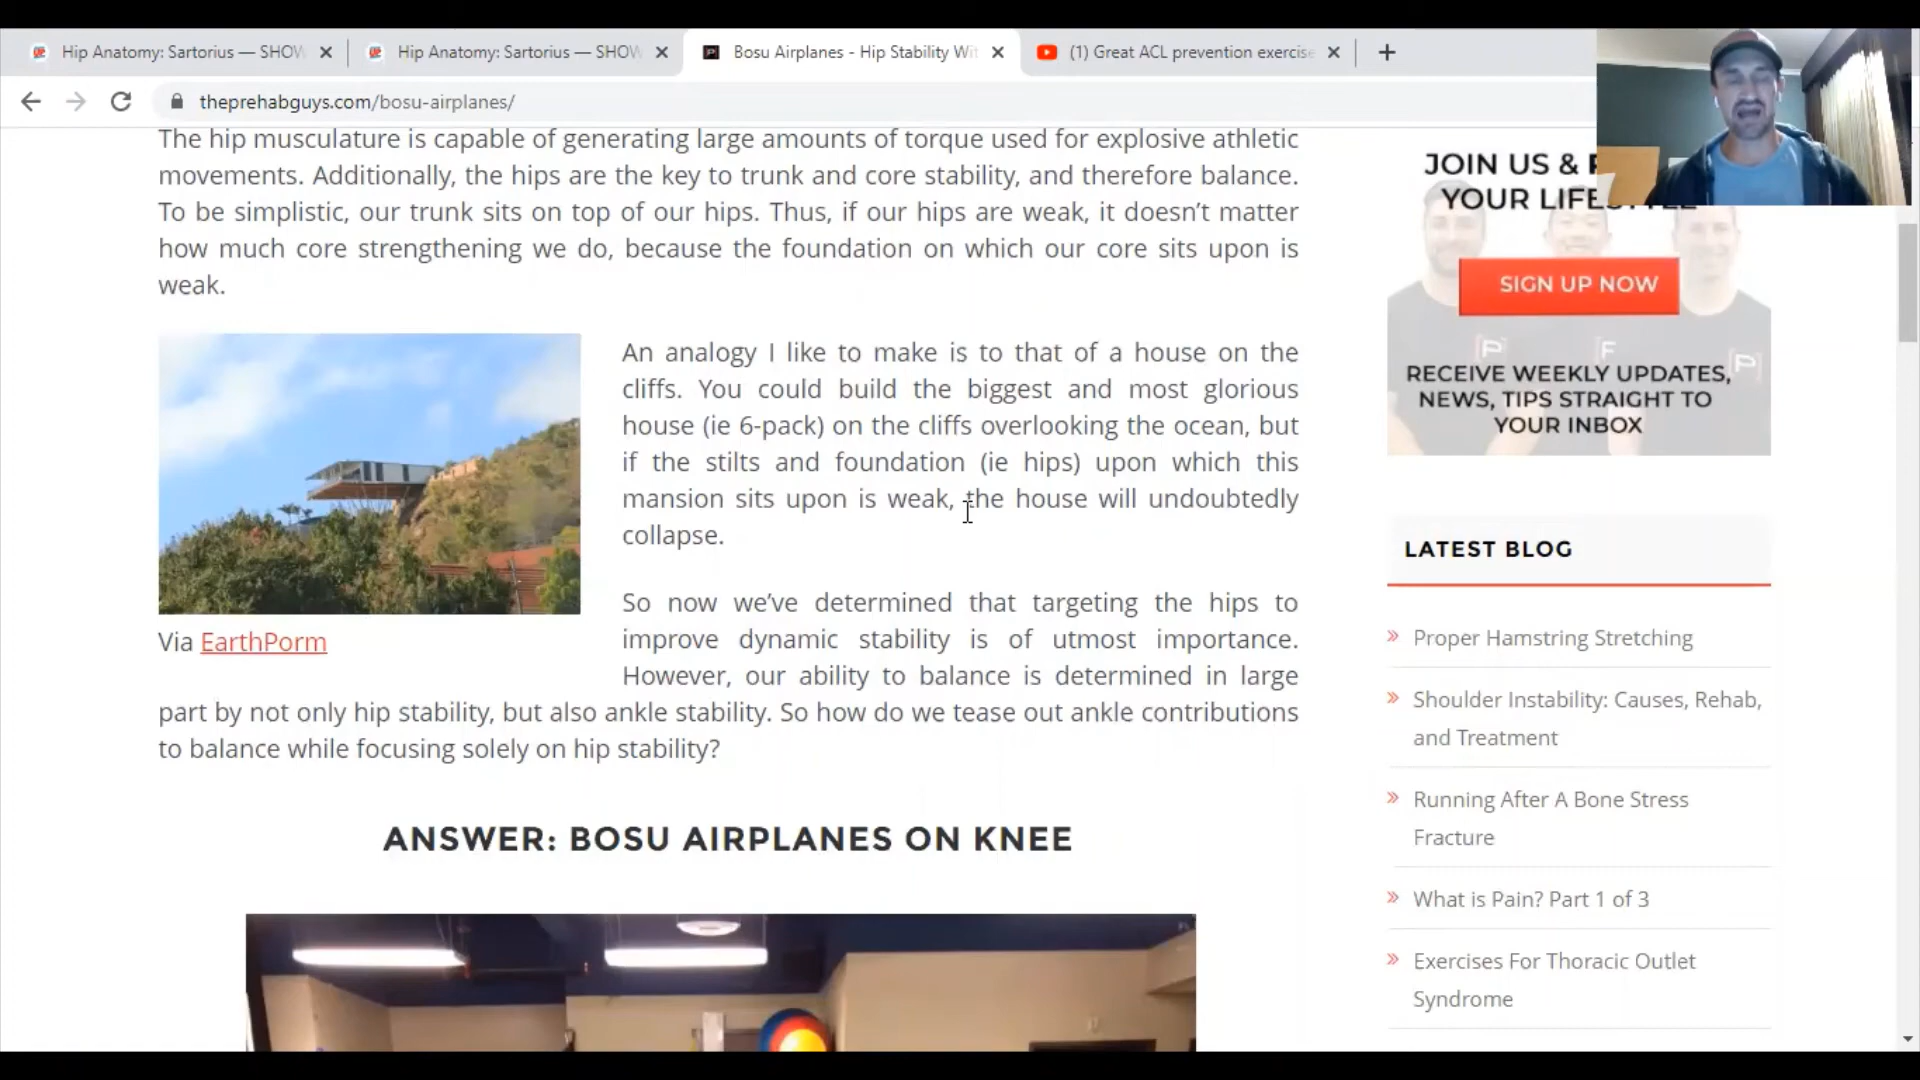 Hip Anatomy: Sartorius — SHOW
Hip Anatomy: Sartorius — SHOW
Bosu Airplanes - Hip Stability Wit
(1) Great ACL prevention exercise
theprehabguys.com/bosu-airplanes/
The hip musculature is capable of generating large amounts of torque used for explosive athletic
movements. Additionally, the hips are the key to trunk and core stability, and therefore balance.
To be simplistic, our trunk sits on top of our hips. Thus, if our hips are weak, it doesn’t matter
how much core strengthening we do, because the foundation on which our core sits upon is
weak.
An analogy I like to make is to that of a house on the
cliffs. You could build the biggest and most glorious
house (ie 6-pack) on the cliffs overlooking the ocean, but
if the stilts and foundation (ie hips) upon which this
mansion sits upon is weak, the house will undoubtedly
collapse.
Via EarthPorm
So now we’ve determined that targeting the hips to
improve dynamic stability is of utmost importance.
However, our ability to balance is determined in large
part by not only hip stability, but also ankle stability. So how do we tease out ankle contributions
to balance while focusing solely on hip stability?
ANSWER: BOSU AIRPLANES ON KNEE
JOIN US &
YOUR LIFESTYLE
SIGN UP NOW
RECEIVE WEEKLY UPDATES,
NEWS, TIPS STRAIGHT TO
YOUR INBOX
LATEST BLOG
Proper Hamstring Stretching
Shoulder Instability: Causes, Rehab,
and Treatment
Running After A Bone Stress
Fracture
What is Pain? Part 1 of 3
Exercises For Thoracic Outlet
Syndrome